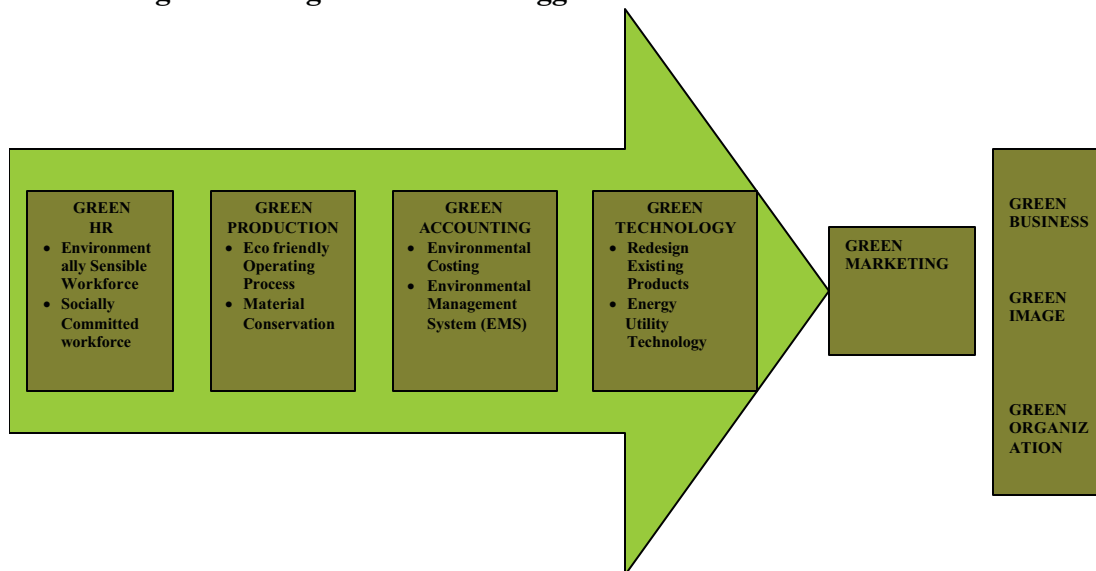 GREEN
HR
• Environment
ally Sensible
Workforce
• Socially
Committed
workforce
GREEN
PRODUCTION
• Eco friendly
Operating
Process
• Material
Conservation
GREEN
ACCOUNTING
• Environmental
Costing
• Environmental
Management
System (EMS)
GREEN
TECHNOLOGY
• Redesign
Existing
Products
• Energy
Utility
Technology
GREEN
MARKETING
GREEN
BUSINESS
GREEN
IMAGE
GREEN
ORGANIZ
ATION